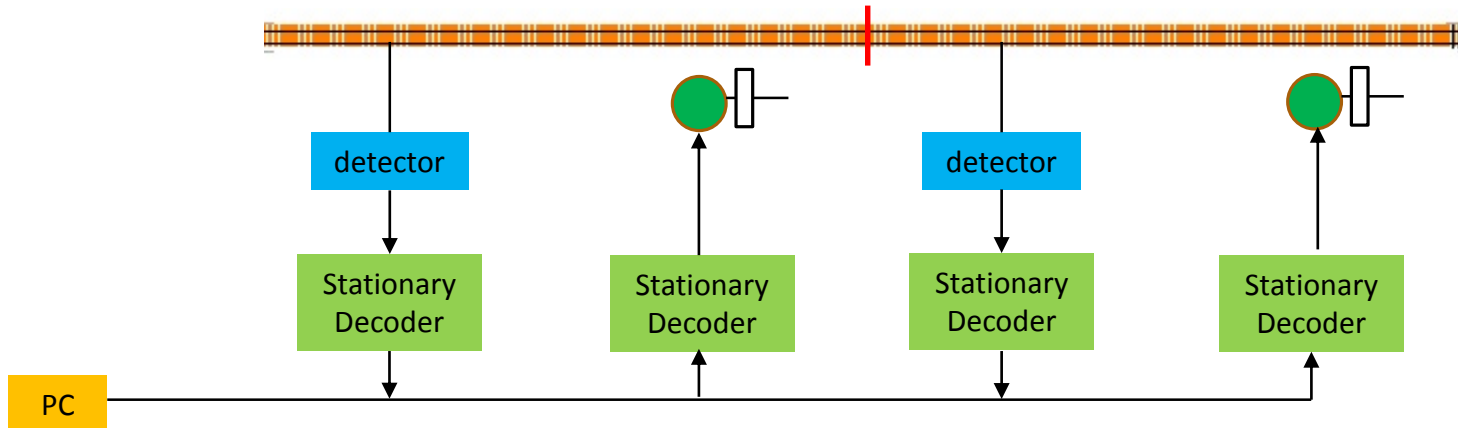 detector
detector
Stationary
Decoder
Stationary
Decoder
Stationary
Decoder
Stationary
Decoder
PC